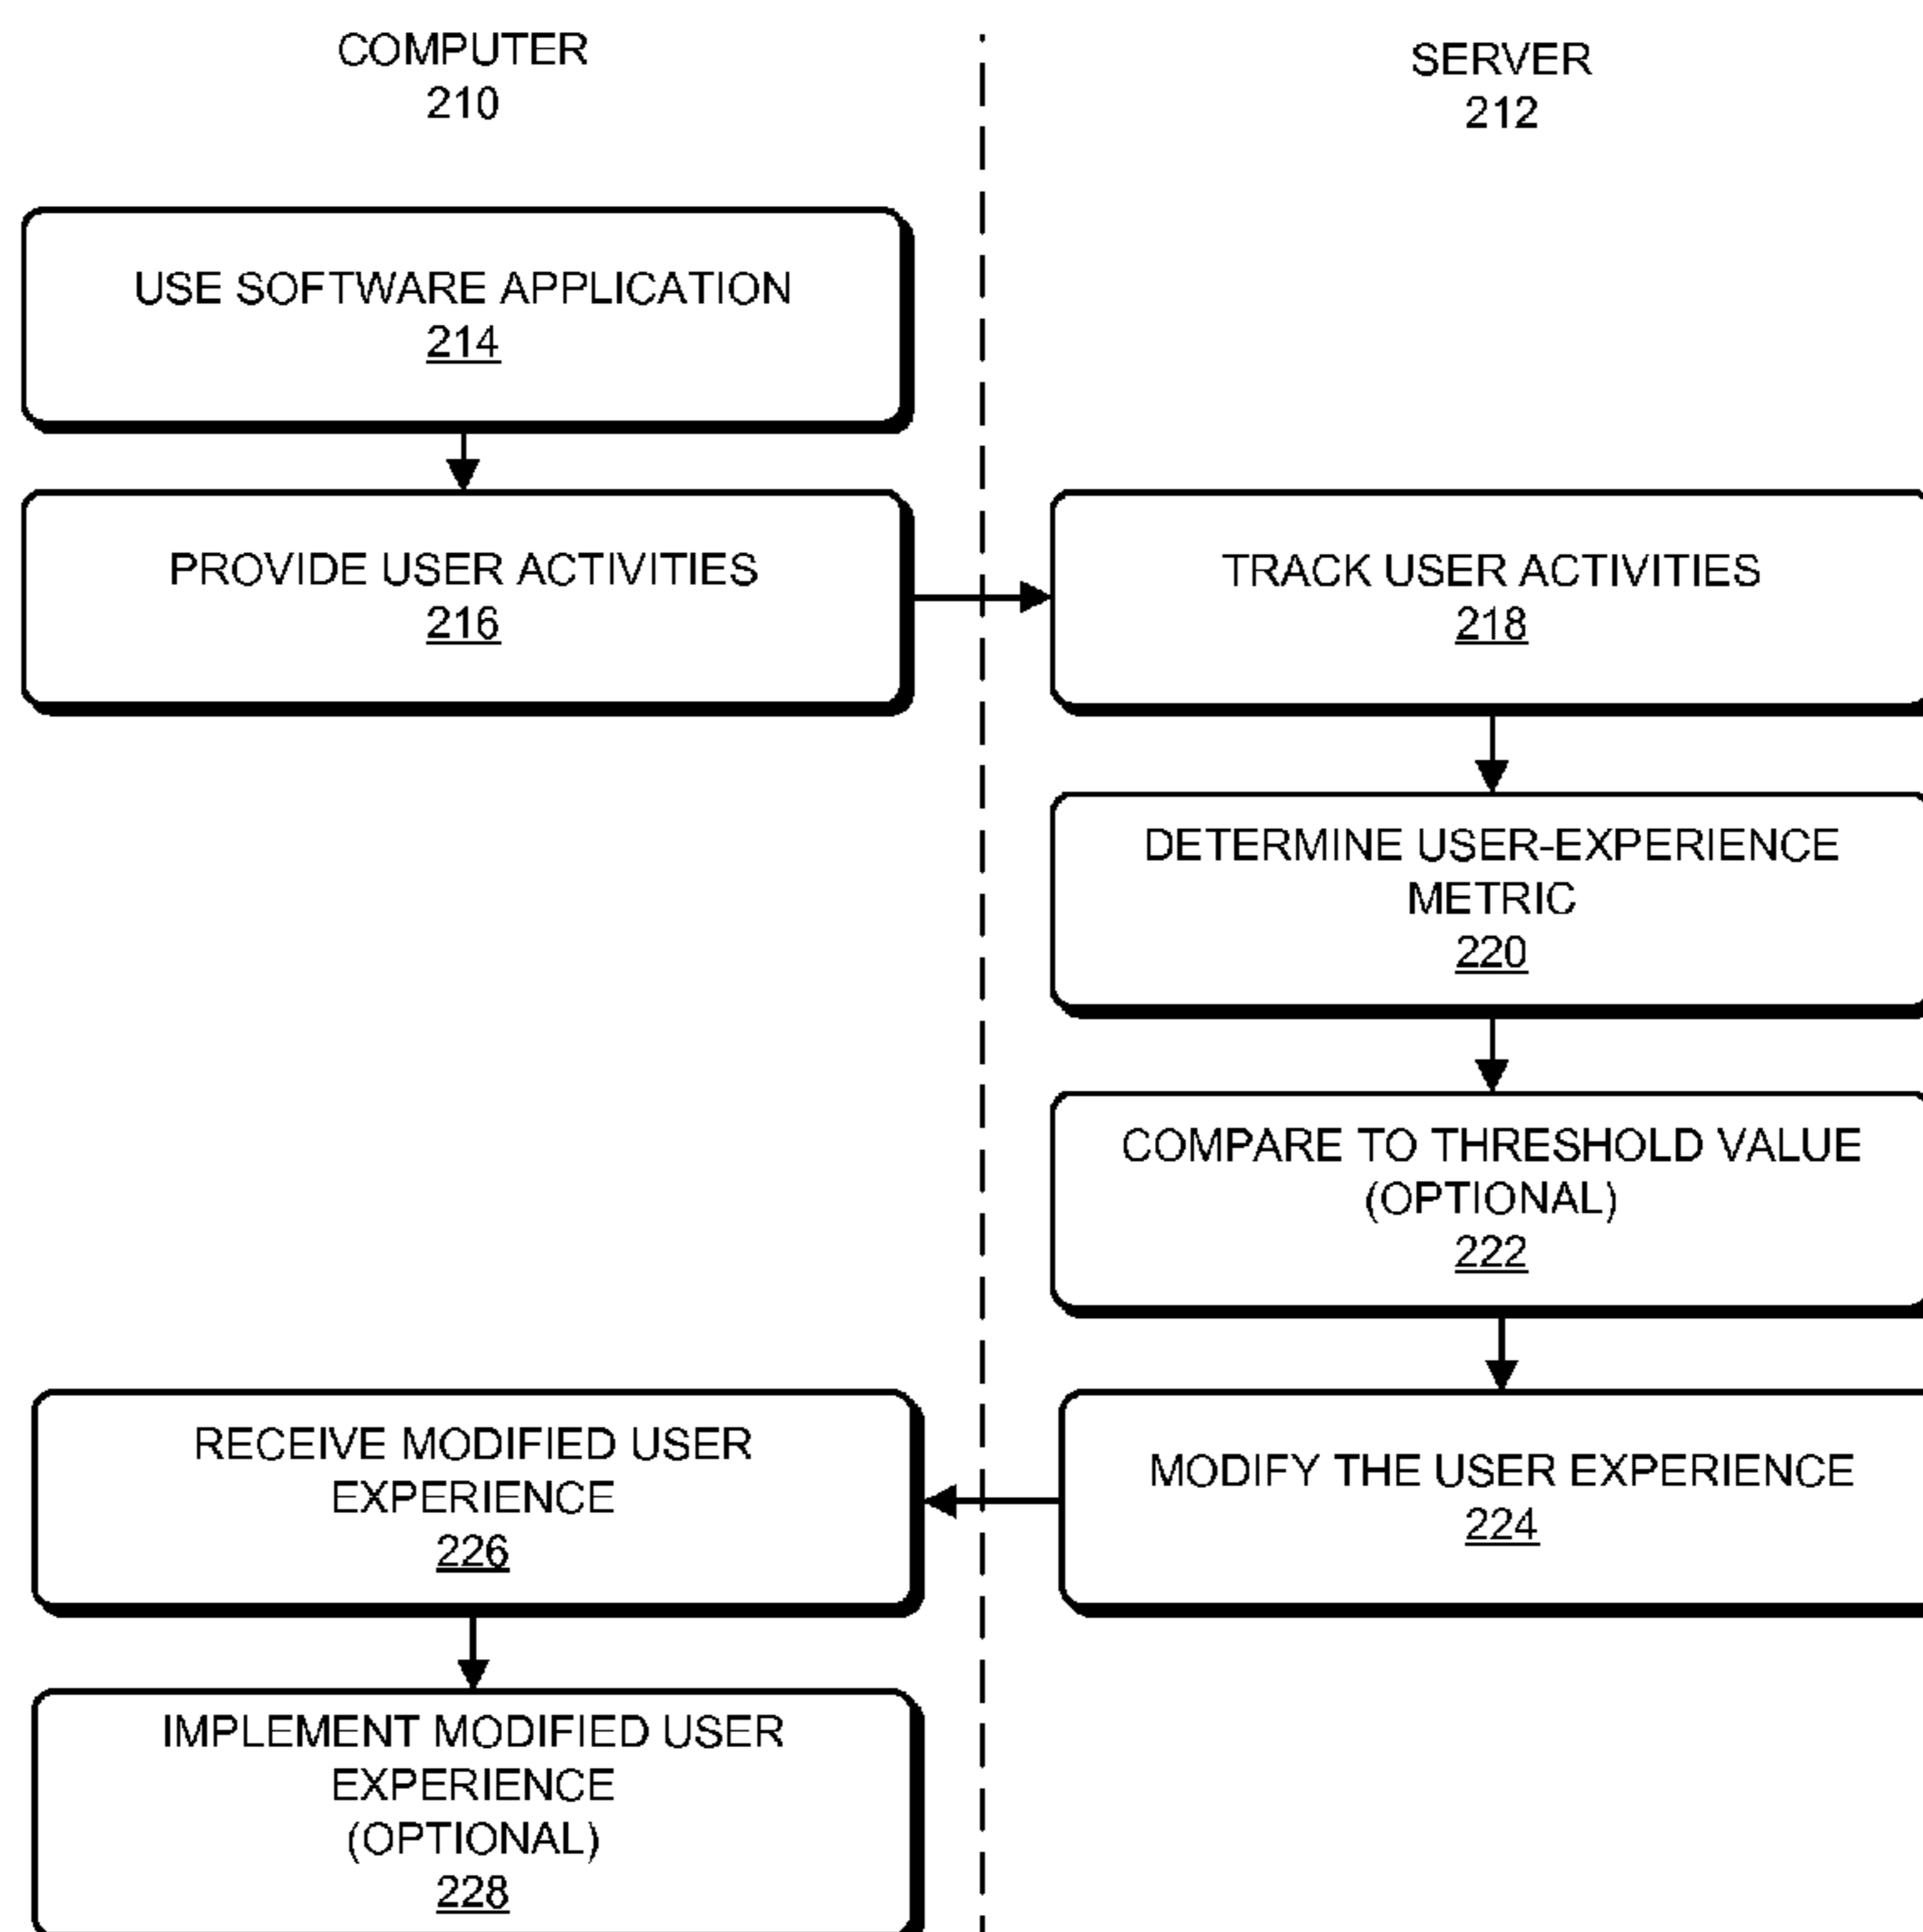 COMPUTER
210
SERVER
212
USE SOFTWARE APPLICATION
214
PROVIDE USER ACTIVITIES
216
TRACK USER ACTIVITIES
218
DETERMINE USER-EXPERIENCE
METRIC
220
COMPARE TO THRESHOLD VALUE
(OPTIONAL)
222
MODIFY THE USER EXPERIENCE
224
RECEIVE MODIFIED USER
EXPERIENCE
226
IMPLEMENT MODIFIED USER
EXPERIENCE
(OPTIONAL)
228